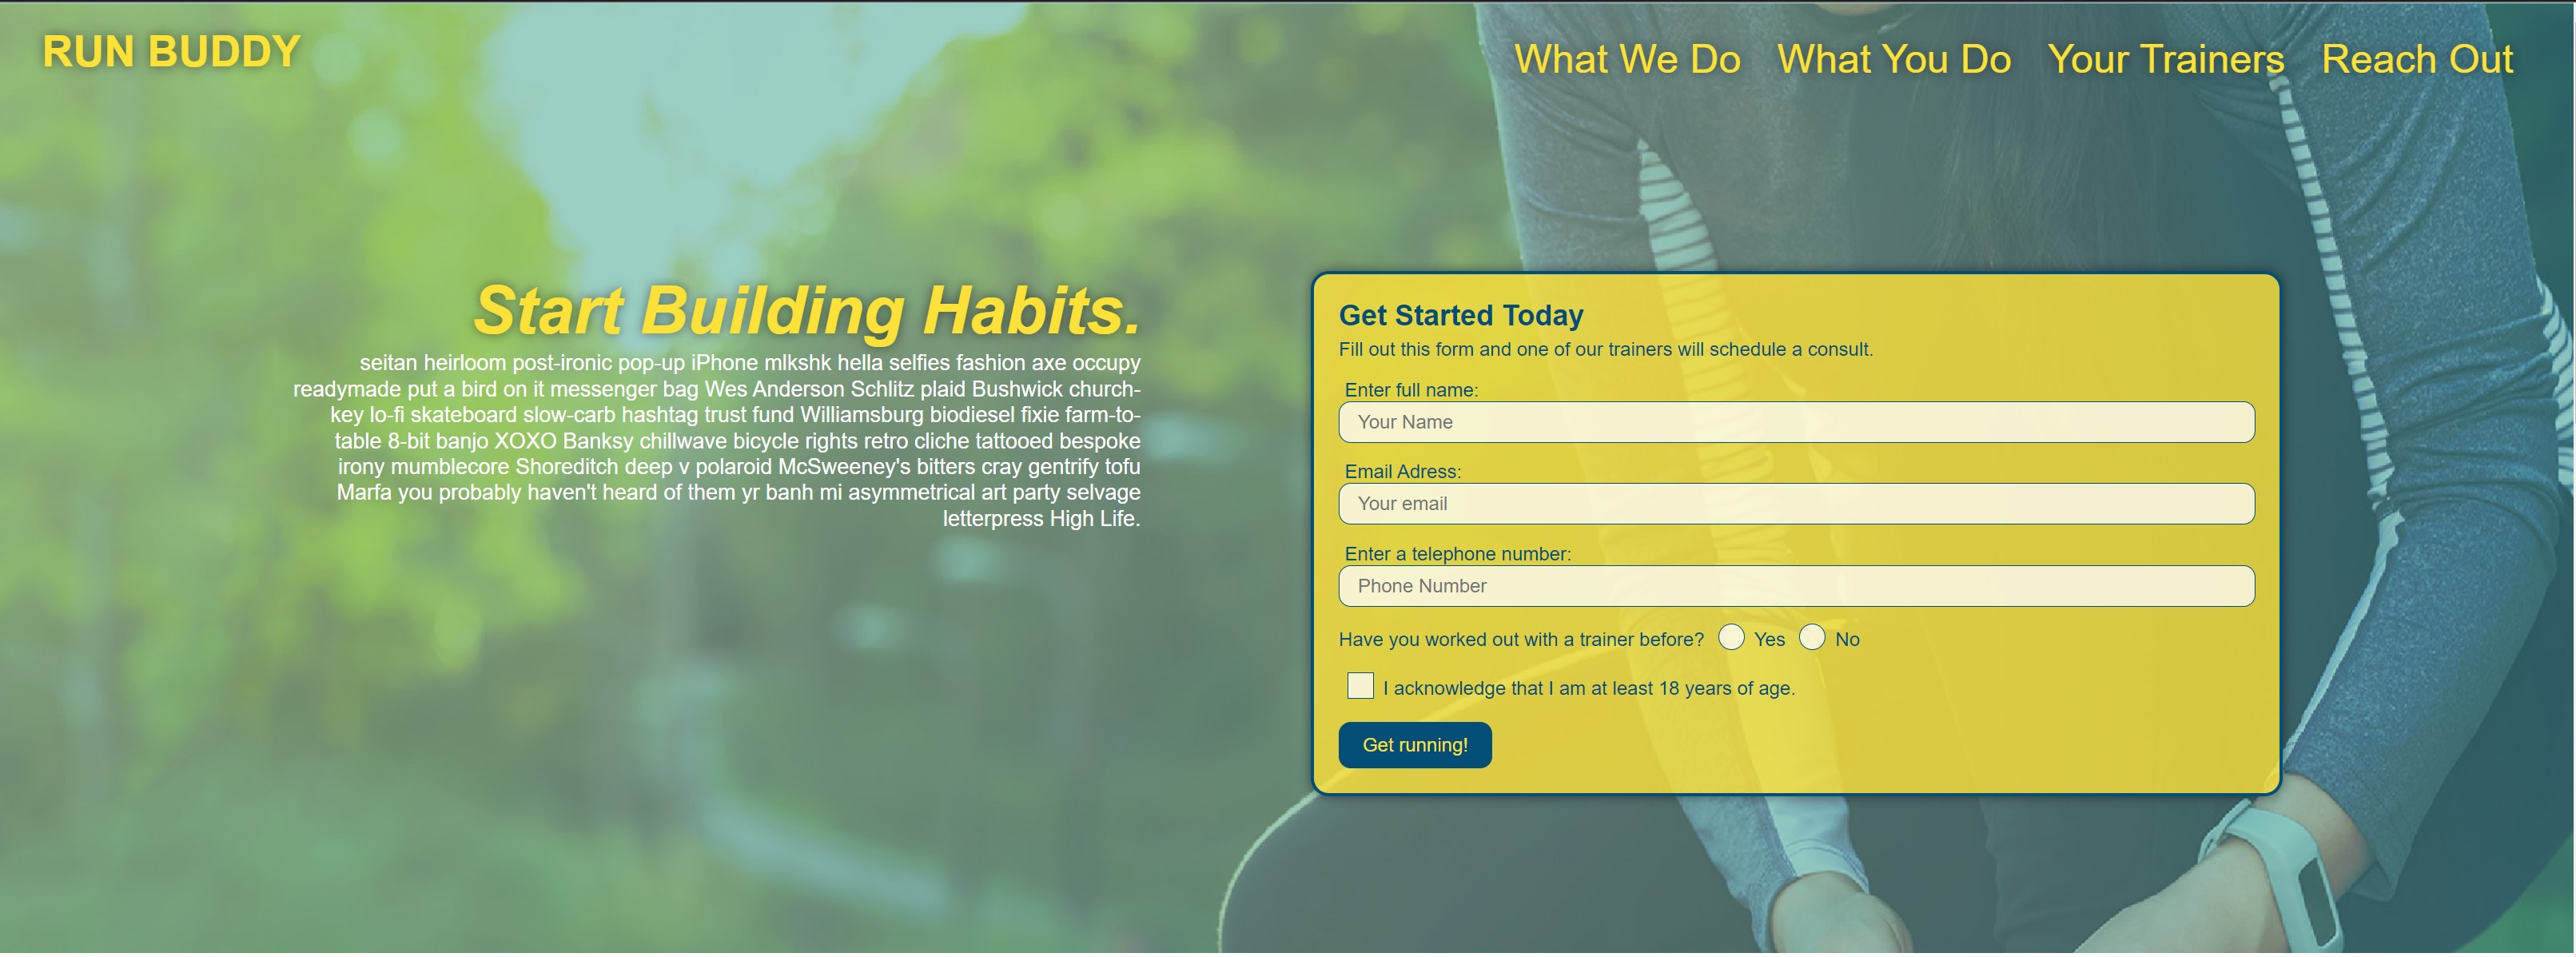 RUN BUDDY
What We Do What You Do Your Trainers Reach Out
Start Building Habits.
seitan heirloom post-ironic pop-up iPhone mlkshk hella selfies fashion axe occupy
readymade put a bird on it messenger bag Wes Anderson Schlitz plaid Bushwick church-
key lo-fi skateboard slow-carb hashtag trust fund Williamsburg biodiesel fixie farm-to-
table 8-bit banjo XOXO Banksy chillwave bicycle rights retro cliche tattooed bespoke
irony mumblecore Shoreditch deep v polaroid McSweeney's bitters cray gentrify tofu
Marfa you probably haven't heard of them yr banh mi asymmetrical art party selvage
letterpress High Life.
Get Started Today
Fill out this form and one of our trainers will schedule a consult.
Enter full name:
Your Name
Email Adress:
Your email
Enter a telephone number:
Phone Number
Have you worked out with a trainer before? Yes No
I acknowledge that I am at least 18 years of age.
Get running!